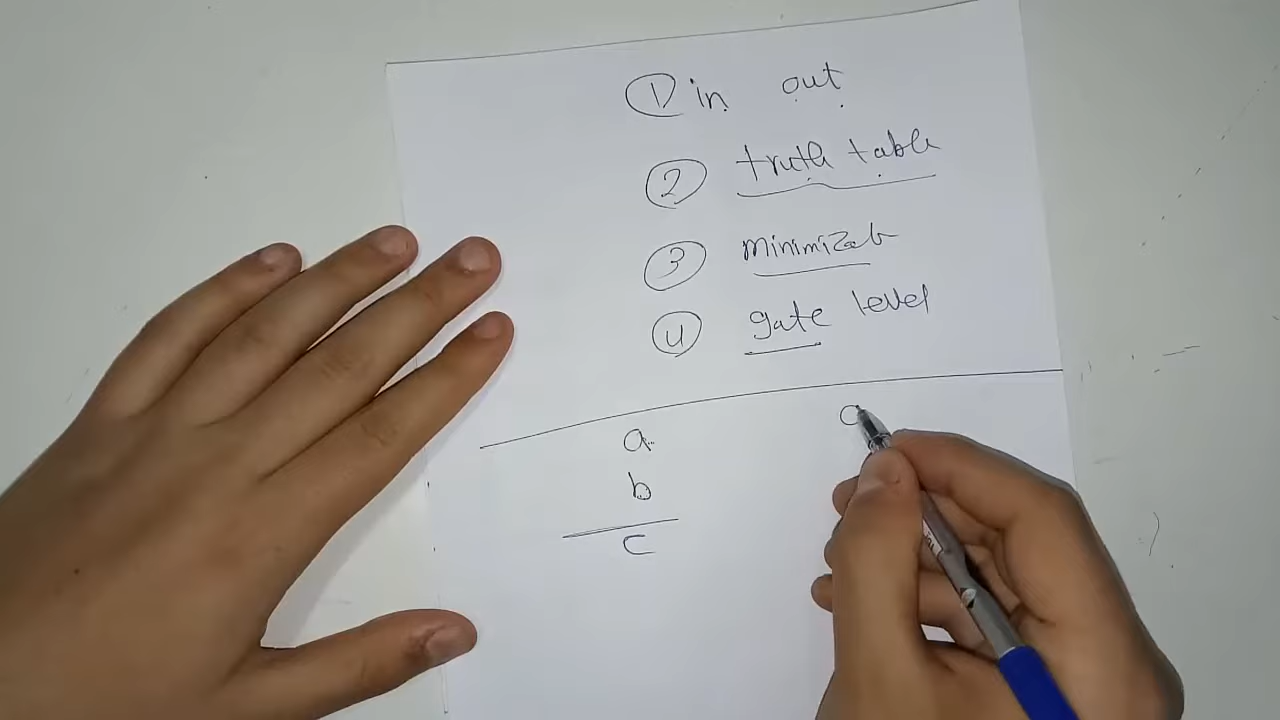 ① in out
② truth table
③ minimizat
④ gate level
a
b
c